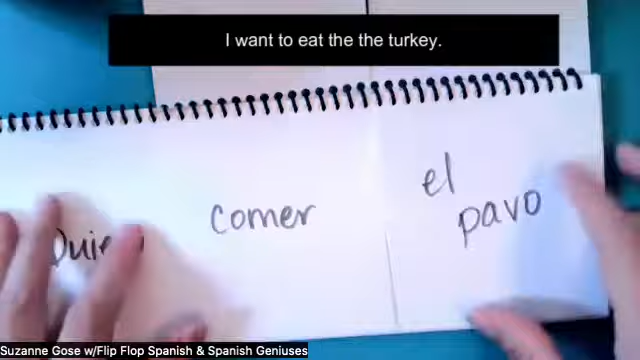 I want to eat the the turkey.
comer
el
pavo
Suzanne Gose w/Flip Flop Spanish & Spanish Geniuses